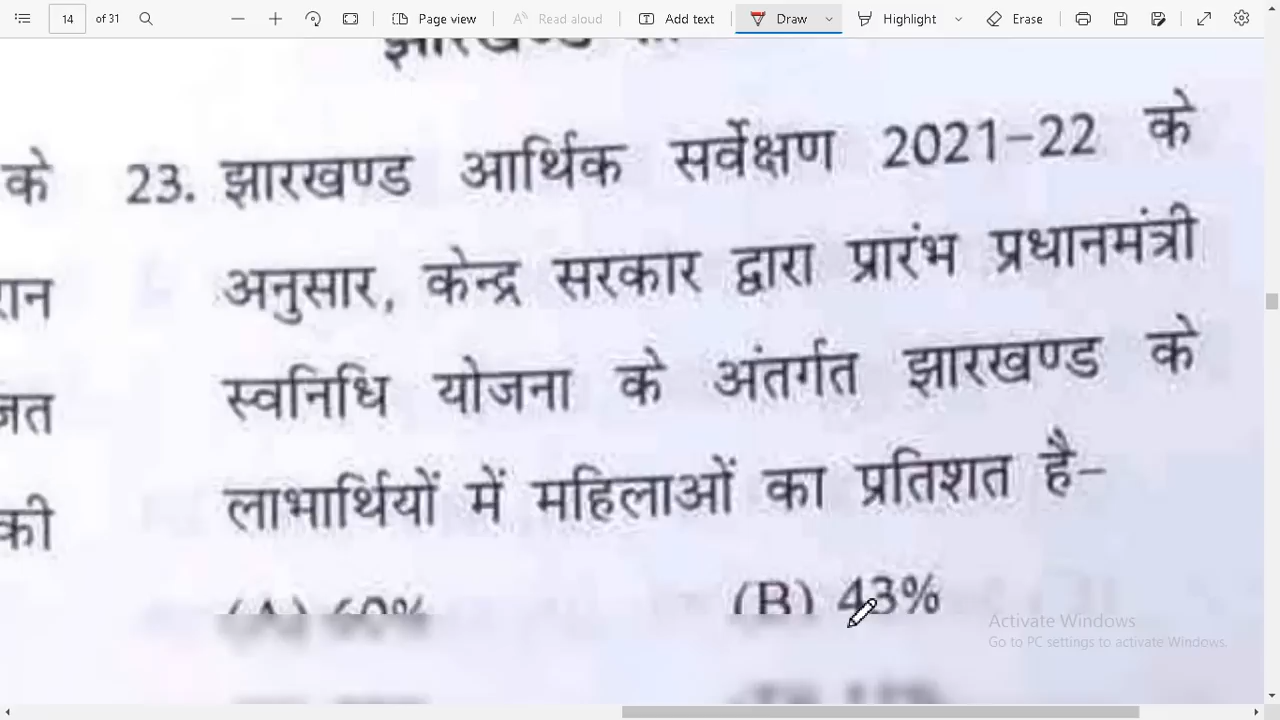 14 of 31 Page view Read aloud Add text Draw Highlight Erase
के 23. झारखण्ड आर्थिक सर्वेक्षण 2021-22 के
अनुसार, केन्द्र सरकार द्वारा प्रारंभ प्रधानमंत्री
स्वनिधि योजना के अंतर्गत झारखण्ड के
लाभार्थियों में महिलाओं का प्रतिशत है-
की
(B) 43%
Activate Windows
Go to PC settings to activate Windows.